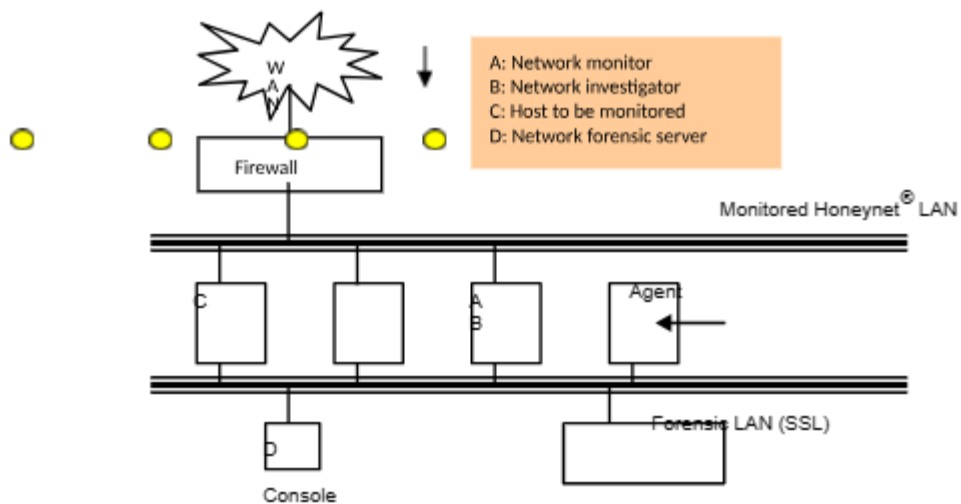 W
A
N
A: Network monitor
B: Network investigator
C: Host to be monitored
D: Network forensic server
Firewall
Monitored Honeynet® LAN
C
A
B
Agent
Forensic LAN (SSL)
D
Console